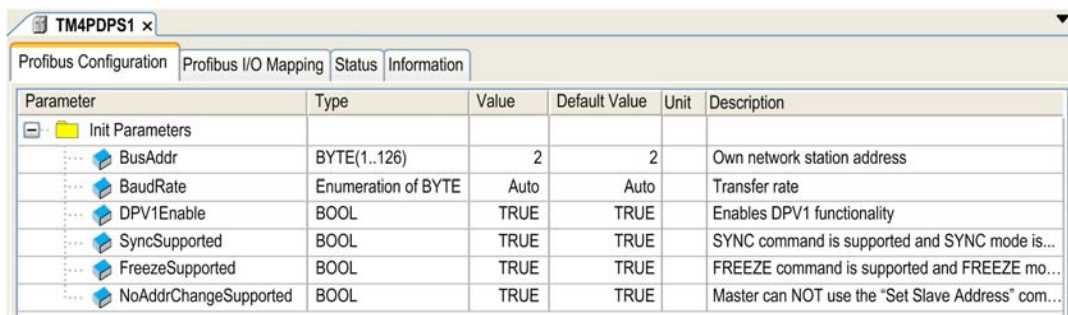 TM4PDPS1 ×
Profibus Configuration Profibus I/O Mapping Status Information
Parameter Type Value Default Value Unit Description
Init Parameters
BusAddr BYTE(1..126) 2 2 Own network station address
BaudRate Enumeration of BYTE Auto Auto Transfer rate
DPV1Enable BOOL TRUE TRUE Enables DPV1 functionality
SyncSupported BOOL TRUE TRUE SYNC command is supported and SYNC mode is...
FreezeSupported BOOL TRUE TRUE FREEZE command is supported and FREEZE mo...
NoAddrChangeSupported BOOL TRUE TRUE Master can NOT use the “Set Slave Address” com...